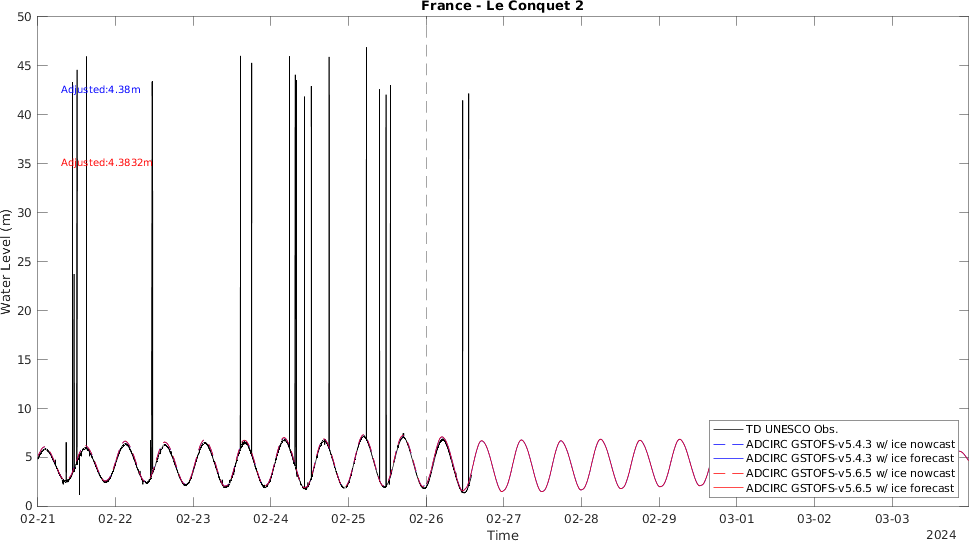 France - Le Conquet 2
50
45
40
35
30
25
20
15
10
5
0
Water Level (m)
Adjusted:4.38m
Adjusted:4.3832m
TD UNESCO Obs.
ADCIRC GSTOFS-v5.4.3 w/ ice nowcast
ADCIRC GSTOFS-v5.4.3 w/ ice forecast
ADCIRC GSTOFS-v5.6.5 w/ ice nowcast
ADCIRC GSTOFS-v5.6.5 w/ ice forecast
02-21 02-22 02-23 02-24 02-25 02-26 02-27 02-28 02-29 03-01 03-02 03-03
Time
2024